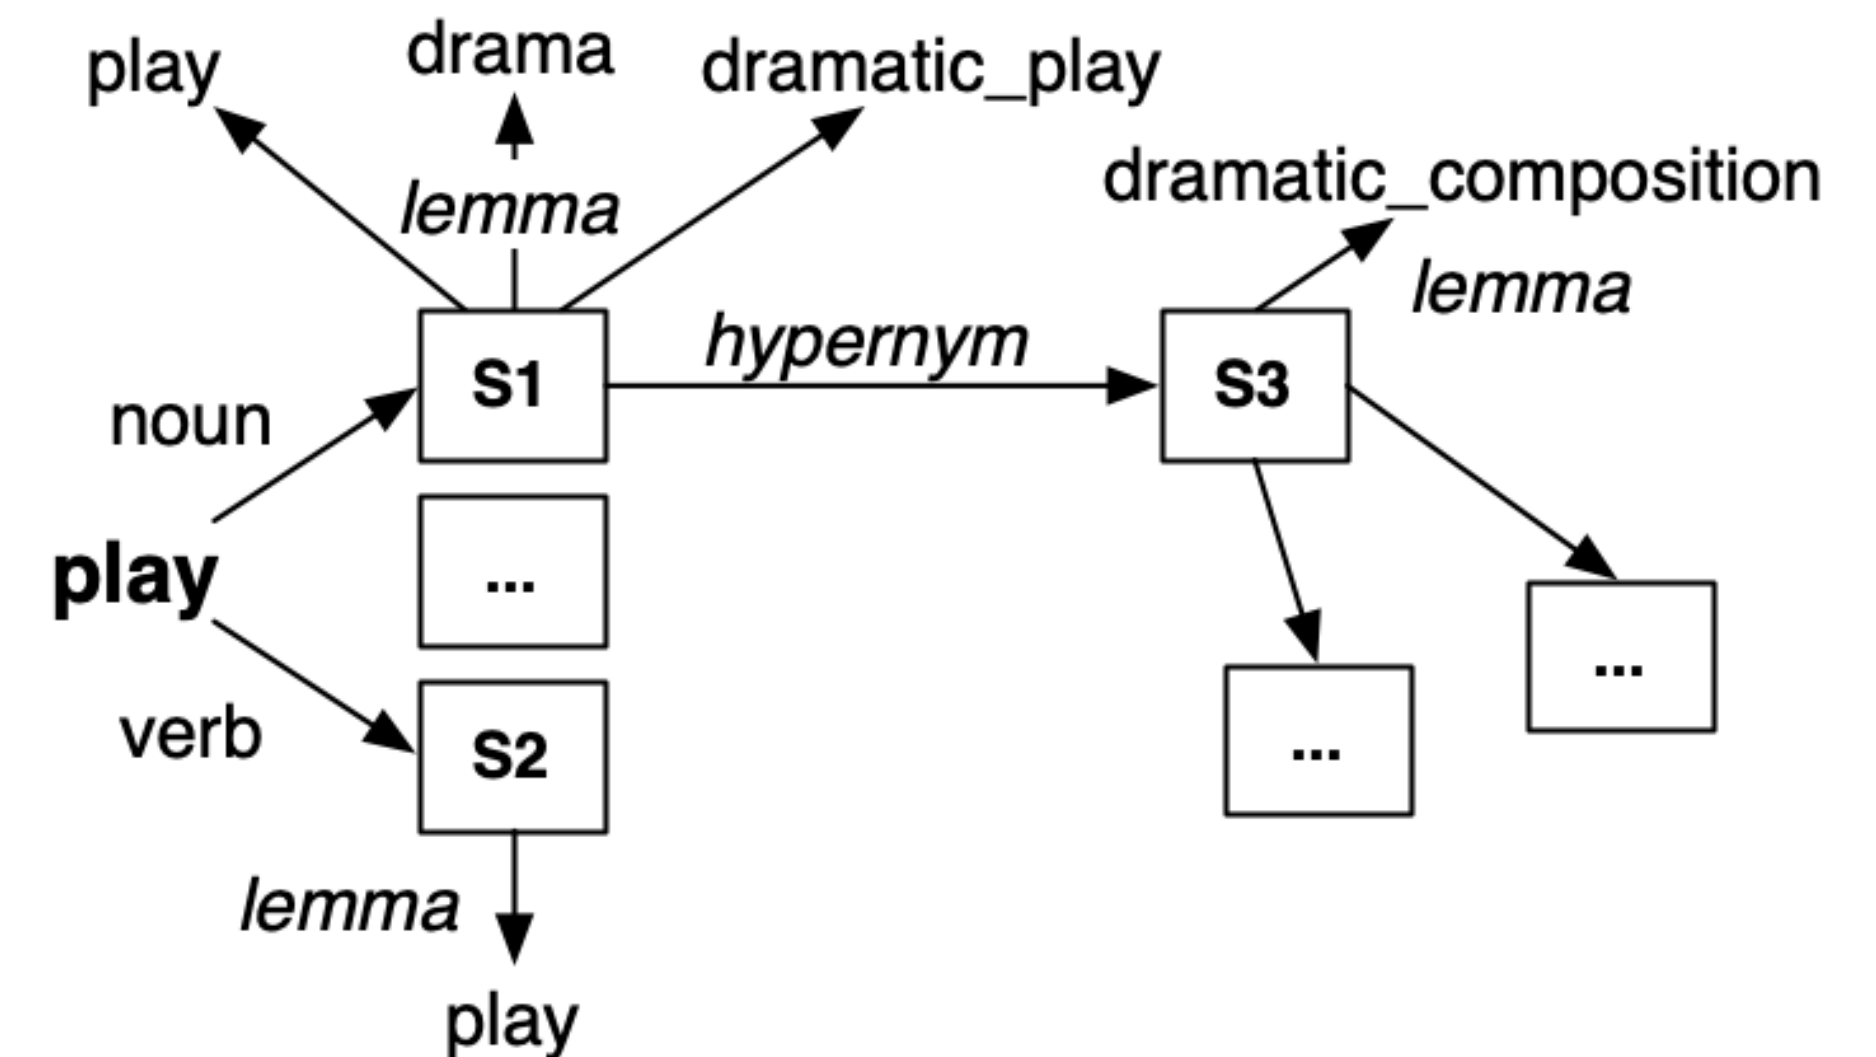 play
drama
dramatic_play
lemma
dramatic_composition
lemma
hypernym
S1
S3
noun
play
...
verb
S2
...
...
lemma
play